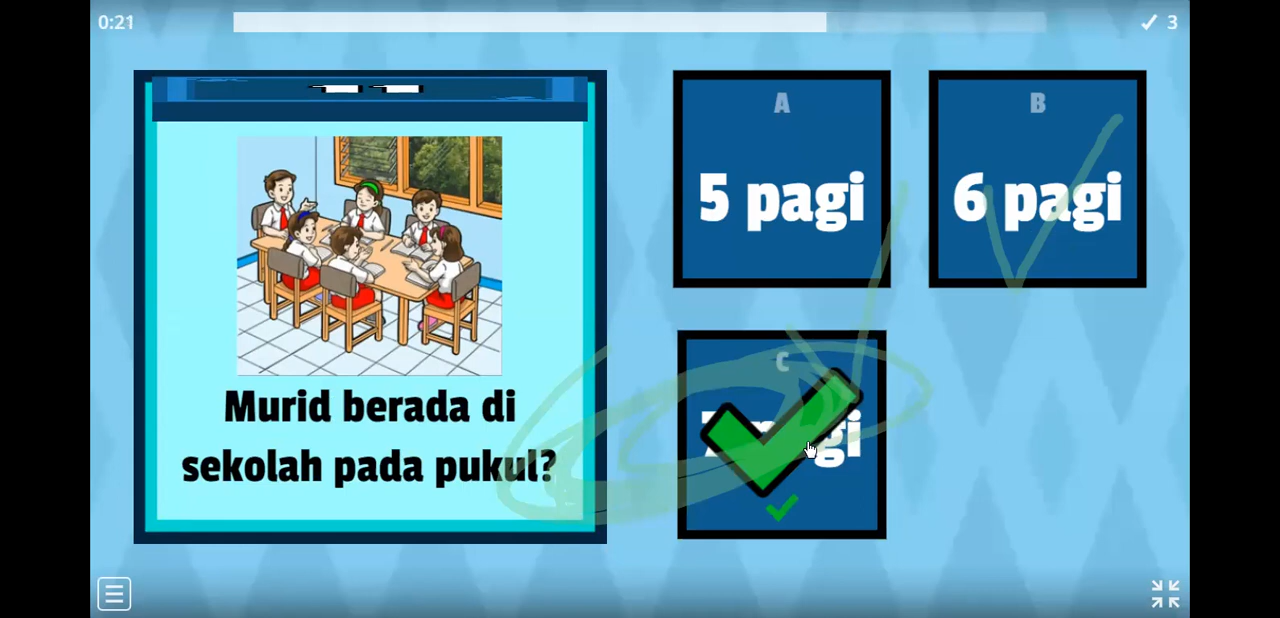 0:21
3
Murid berada di
sekolah pada pukul?
A
5 pagi
B
6 pagi
C